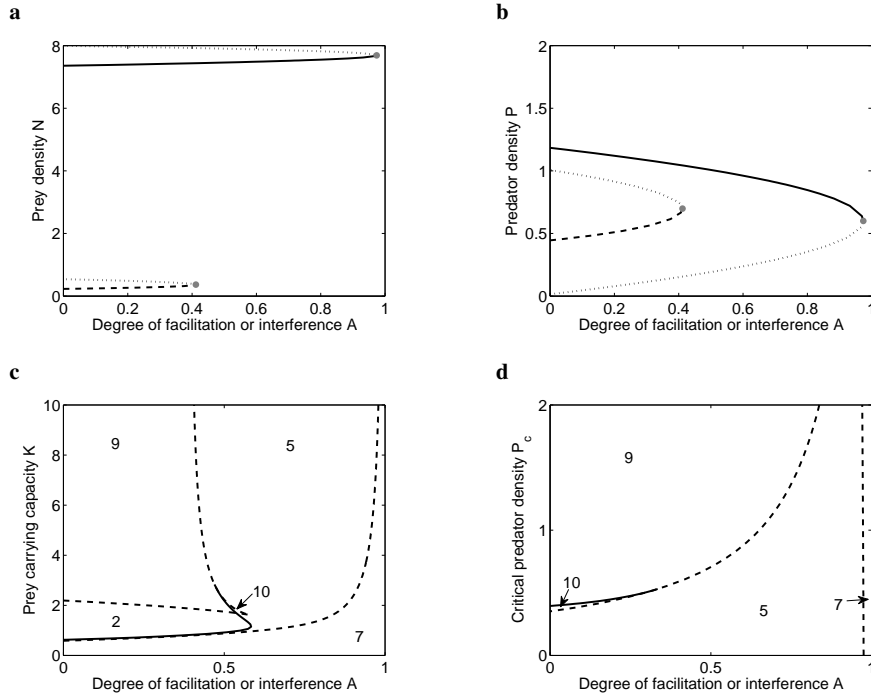 a
8
6
4
2
0
Prey density N
0 0.2 0.4 0.6 0.8 1
Degree of facilitation or interference A
b
2
1.5
1
0.5
0
Predator density P
0 0.2 0.4 0.6 0.8 1
Degree of facilitation or interference A
c
10
8
6
4
2
0
Prey carrying capacity K
9
5
10
2
7
0 0.5 1
Degree of facilitation or interference A
d
2
1
0
Critical predator density P_c
9
10
5
7
0 0.5 1
Degree of facilitation or interference A